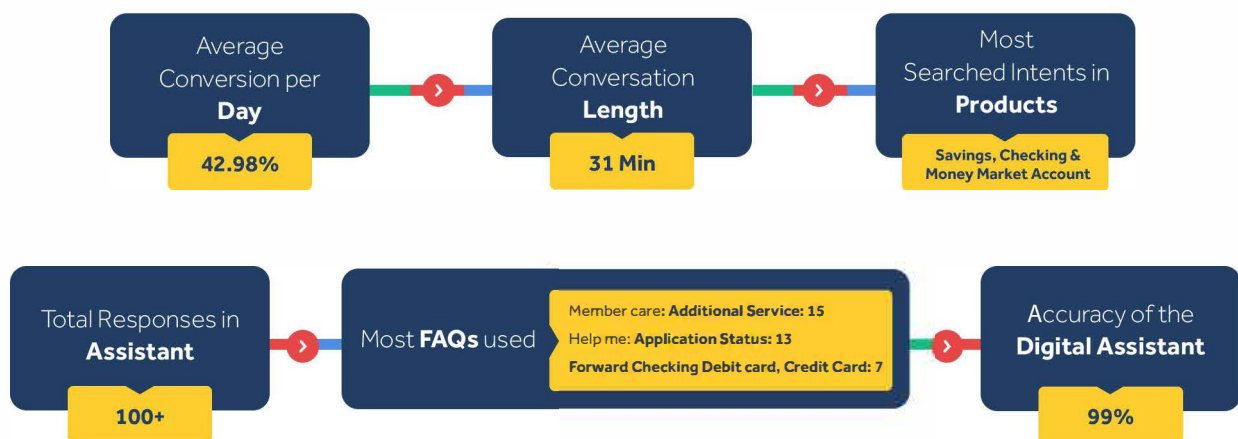 Average
Conversion per
Day
42.98%
Average
Conversation
Length
31 Min
Most
Searched Intents in
Products
Savings, Checking &
Money Market Account
Total Responses in
Assistant
100+
Most FAQs used
Member care: Additional Service: 15
Help me: Application Status: 13
Forward Checking Debit card, Credit Card: 7
Accuracy of the
Digital Assistant
99%